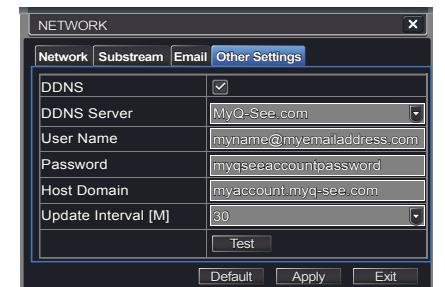 NETWORK X
Network Substream Email Other Settings
DDNS
DDNS Server MyQ-See.com
User Name myname@myemailaddress.com
Password myqseeaccountpassword
Host Domain myaccount.myq-see.com
Update Interval [M] 30
Test
Default Apply Exit